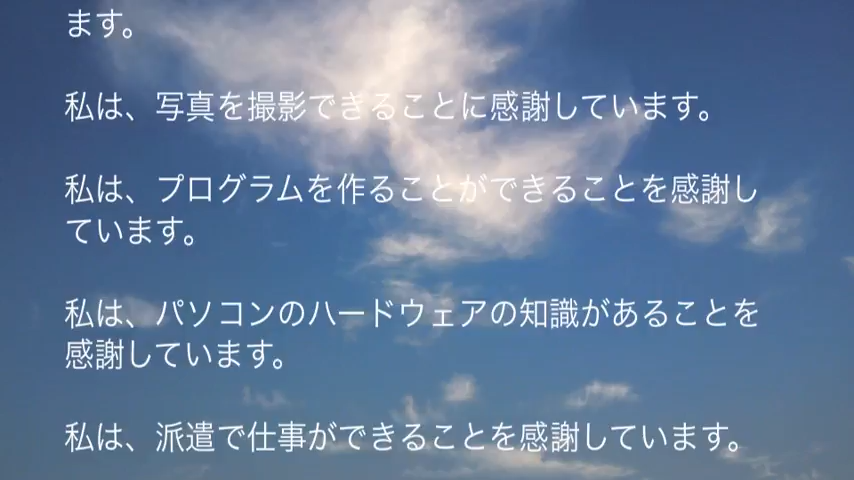 ます。
私は、写真を撮影できることに感謝しています。
私は、プログラムを作ることができることを感謝し
ています。
私は、パソコンのハードウェアの知識があることを
感謝しています。
私は、派遣で仕事ができることを感謝しています。